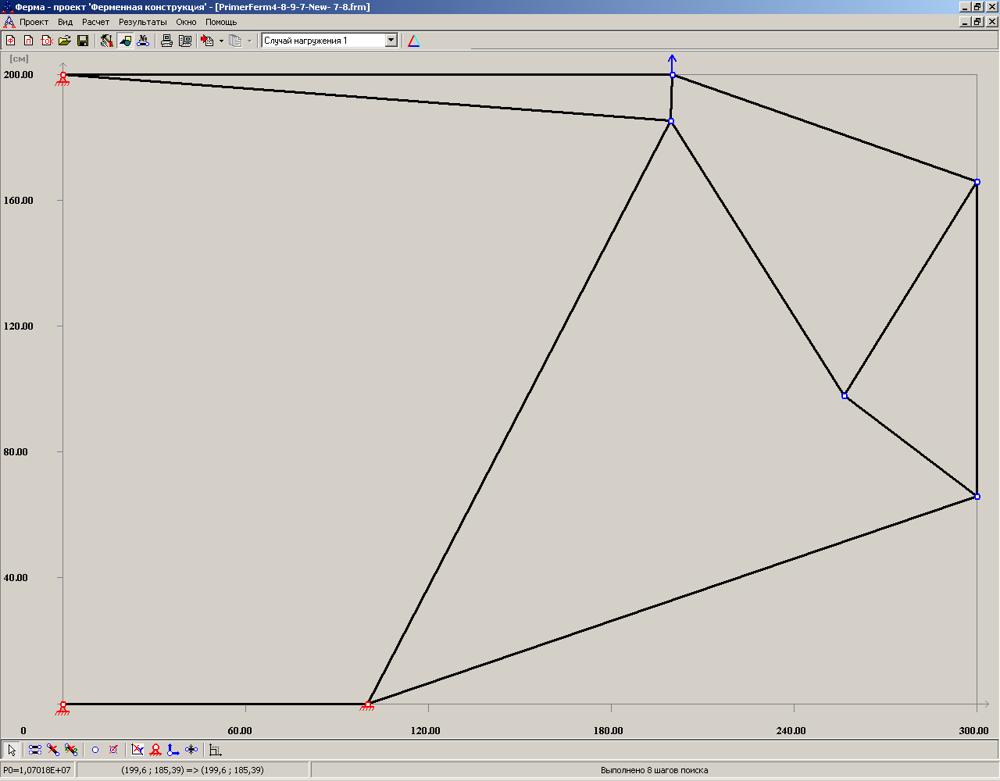 Ферма - проект 'Ферменная конструкция' - [PrimerFerm4-8-9-7-New- 7-8.frm]
Проект Вид Расчет Результаты Окно Помощь
ТОК № Случай нагружения 1
[см]
200.00
160.00
120.00
80.00
40.00
0 60.00 120.00 180.00 240.00 300.00
P0=1,07018E+07 (199,6 ; 185,39) => (199,6 ; 185,39) Выполнено 8 шагов поиска